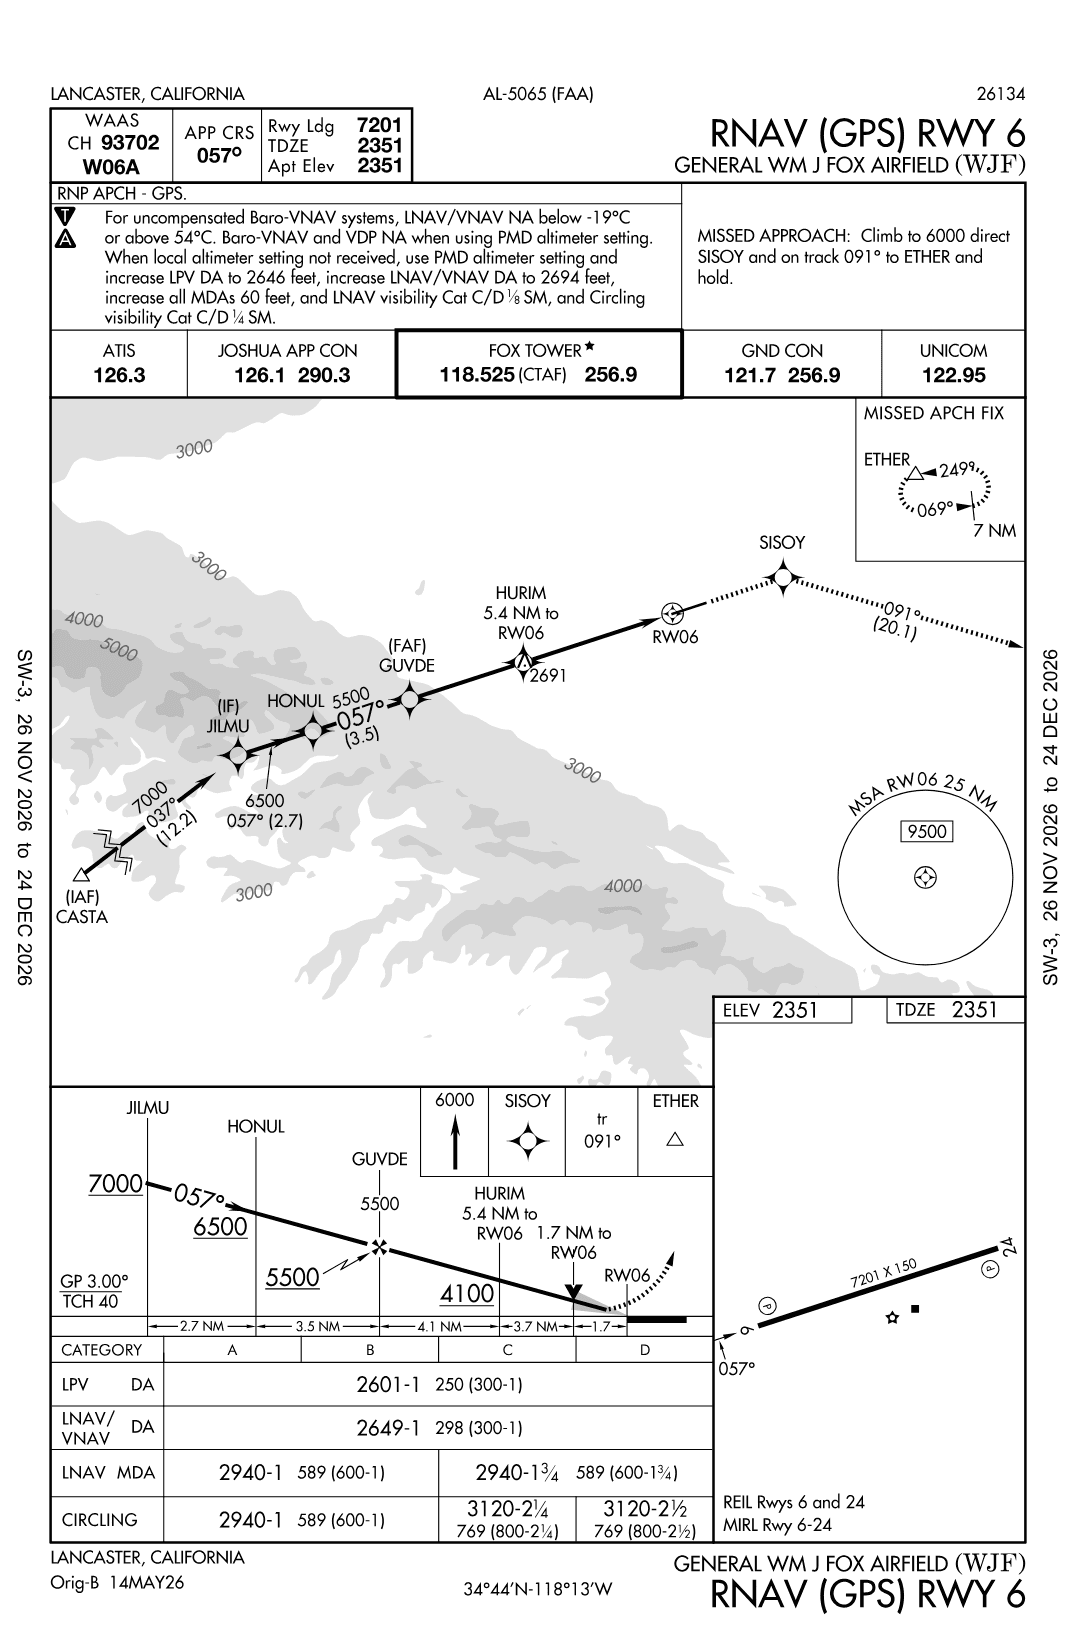 LANCASTER, CALIFORNIA
AL-5065 (FAA)
26134
WAAS
CH 93702
W06A
APP CRS
057°
Rwy Ldg 7201
TDZE 2351
Apt Elev 2351
RNAV (GPS) RWY 6
GENERAL WM J FOX AIRFIELD (WJF)
RNP APCH - GPS.
T
A
For uncompensated Baro-VNAV systems, LNAV/VNAV NA below -19°C
or above 54°C. Baro-VNAV and VDP NA when using PMD altimeter setting.
When local altimeter setting not received, use PMD altimeter setting and
increase LPV DA to 2646 feet, increase LNAV/VNAV DA to 2694 feet,
increase all MDAs 60 feet, and LNAV visibility Cat C/D ⅛ SM, and Circling
visibility Cat C/D ¼ SM.
MISSED APPROACH: Climb to 6000 direct
SISOY and on track 091° to ETHER and
hold.
ATIS
126.3
JOSHUA APP CON
126.1 290.3
FOX TOWER★
118.525 (CTAF) 256.9
GND CON
121.7 256.9
UNICOM
122.95
MISSED APCH FIX
ETHER
249°
069°
7 NM
3000
3000
4000
5000
3000
3000
4000
SISOY
091°
(20.1)
HURIM
5.4 NM to
RW06
RW06
2691
(FAF)
GUVDE
HONUL
5500
057°
(3.5)
(IF)
JILMU
6500
057° (2.7)
7000
037°
(12.2)
(IAF)
CASTA
MSA RW06 25 NM
9500
SW-3, 26 NOV 2026 to 24 DEC 2026
SW-3, 26 NOV 2026 to 24 DEC 2026
ELEV 2351
TDZE 2351
7201 X 150
P
P
6
24
057°
REIL Rwys 6 and 24
MIRL Rwy 6-24
6000
SISOY
tr
091°
ETHER
JILMU
HONUL
GUVDE
5500
HURIM
5.4 NM to
RW06
1.7 NM to
RW06
RW06
7000
057°
6500
5500
4100
GP 3.00°
TCH 40
2.7 NM
3.5 NM
4.1 NM
3.7 NM
1.7
CATEGORY A B C D
LPV DA 2601-1 250 (300-1)
LNAV/
VNAV DA 2649-1 298 (300-1)
LNAV MDA 2940-1 589 (600-1) 2940-1¾ 589 (600-1¾)
CIRCLING 2940-1 589 (600-1)
3120-2¼
769 (800-2¼)
3120-2½
769 (800-2½)
LANCASTER, CALIFORNIA
Orig-B 14MAY26
34°44'N-118°13'W
GENERAL WM J FOX AIRFIELD (WJF)
RNAV (GPS) RWY 6